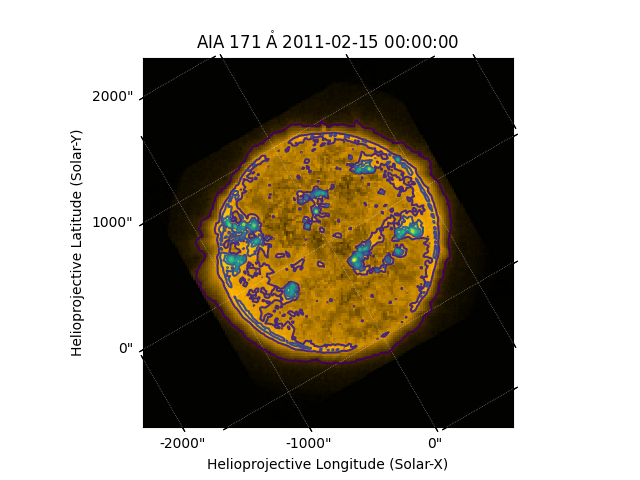 AIA 171 Å 2011-02-15 00:00:00
2000"
1000"
0"
Helioprojective Latitude (Solar-Y)
-2000"
-1000"
0"
Helioprojective Longitude (Solar-X)